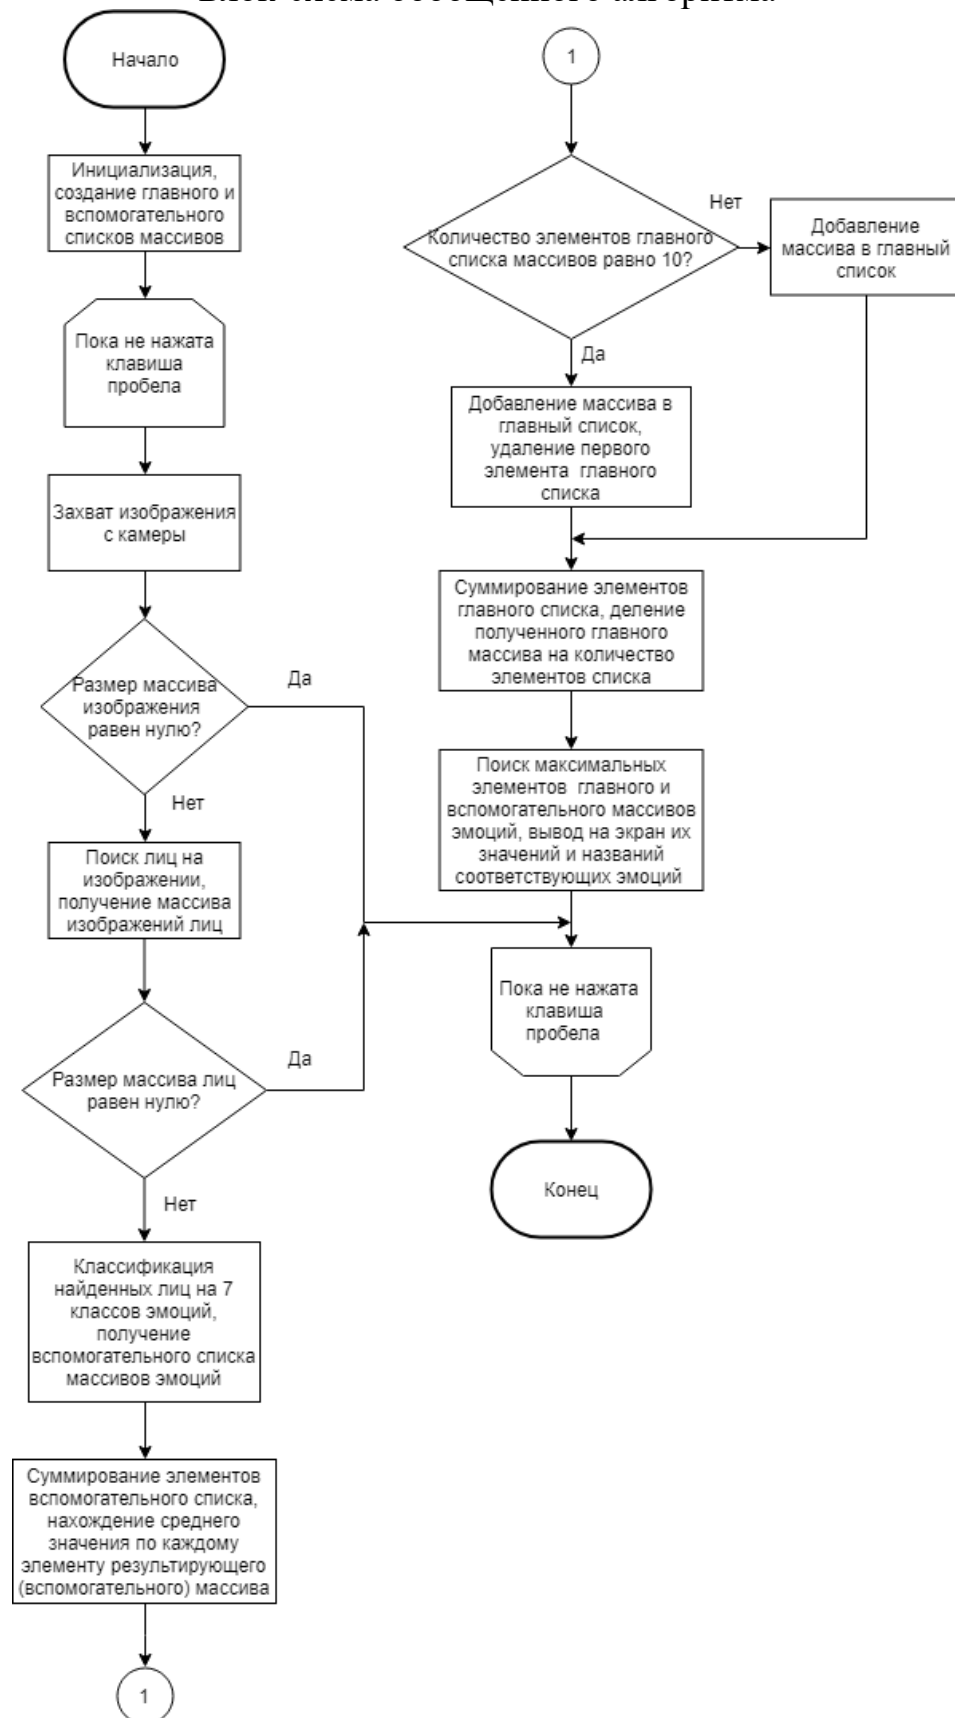 Блок-схема обобщенного алгоритма
Начало
Инициализация,
создание главного и
вспомогательного
списков массивов
Пока не нажата
клавиша
пробела
Захват изображения
с камеры
Размер массива
изображения
равен нулю?
Да
Нет
Поиск лиц на
изображении,
получение массива
изображений лиц
Размер массива лиц
равен нулю?
Да
Нет
Классификация
найденных лиц на 7
классов эмоций,
получение
вспомогательного списка
массивов эмоций
Суммирование элементов
вспомогательного списка,
нахождение среднего
значения по каждому
элементу результирующего
(вспомогательного) массива
1
1
Количество элементов главного
списка массивов равно 10?
Нет
Добавление
массива в главный
список
Да
Добавление массива в
главный список,
удаление первого
элемента главного
списка
Суммирование элементов
главного списка, деление
полученного главного
массива на количество
элементов списка
Поиск максимальных
элементов главного и
вспомогательного массивов
эмоций, вывод на экран их
значений и названий
соответствующих эмоций
Пока не нажата
клавиша
пробела
Конец